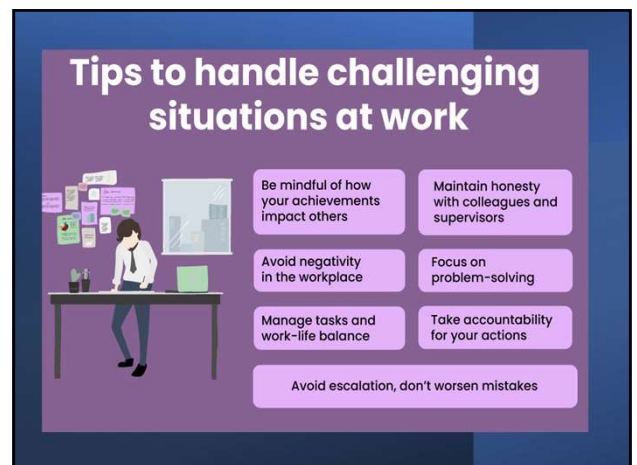 Tips to handle challenging
situations at work
Be mindful of how
your achievements
impact others
Maintain honesty
with colleagues and
supervisors
Avoid negativity
in the workplace
Focus on
problem-solving
Manage tasks and
work-life balance
Take accountability
for your actions
Avoid escalation, don't worsen mistakes